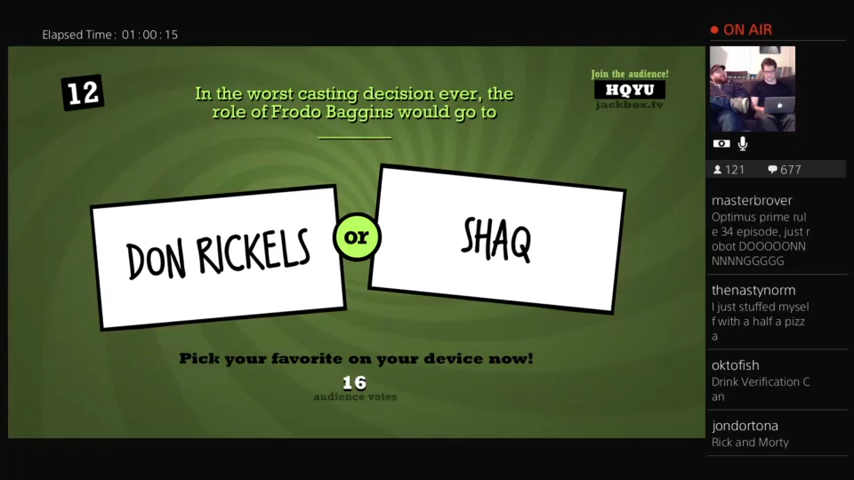 Elapsed Time: 01:00:15
ON AIR
12
In the worst casting decision ever, the
role of Frodo Baggins would go to
Join the audience!
HQYU
jackbox.tv
DON RICKELS
or
SHAQ
Pick your favorite on your device now!
16
audience votes
121
677
masterbrover
Optimus prime rul
e 34 episode, just r
obot DOOOOONN
NNNNGGGGG
thenastynorm
I just stuffed mysel
f with a half a pizz
a
oktofish
Drink Verification C
an
jondortona
Rick and Morty